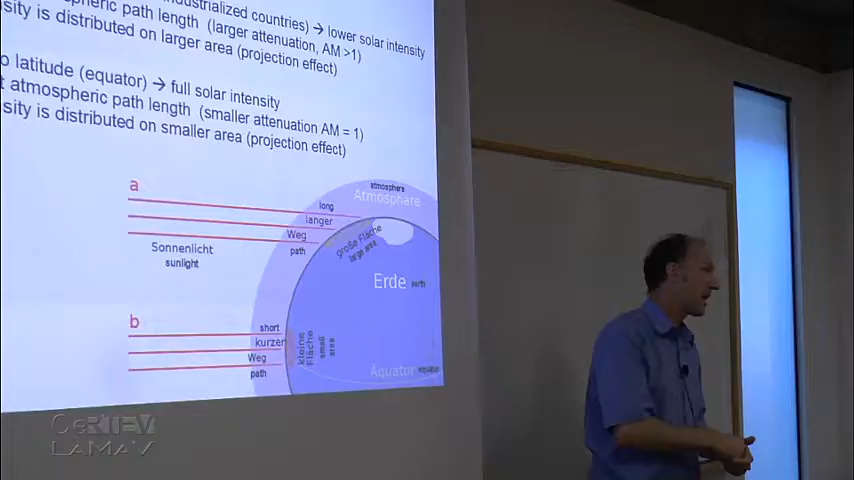 industrialized countries) → lower solar intensity
spheric path length (larger attenuation, AM >1)
sity is distributed on larger area (projection effect)
o latitude (equator) → full solar intensity
t atmospheric path length (smaller attenuation AM = 1)
sity is distributed on smaller area (projection effect)
a
atmosphere
Atmosphäre
long
langer
Weg
path
Sonnenlicht
sunlight
große Fläche
large area
Erde earth
b
short
kurzer
Weg
path
kleine
Fläche
small
area
Äquator equator
CeRTEV
LAMAV